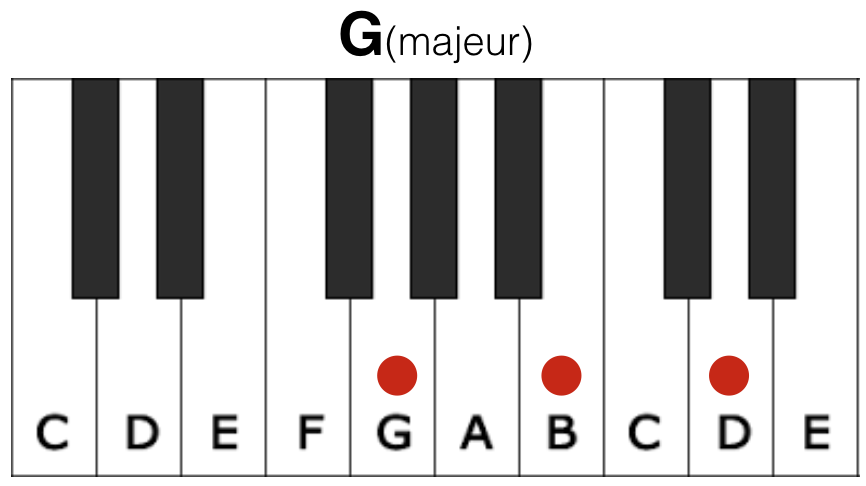 G(majeur)
C D E F G A B C D E